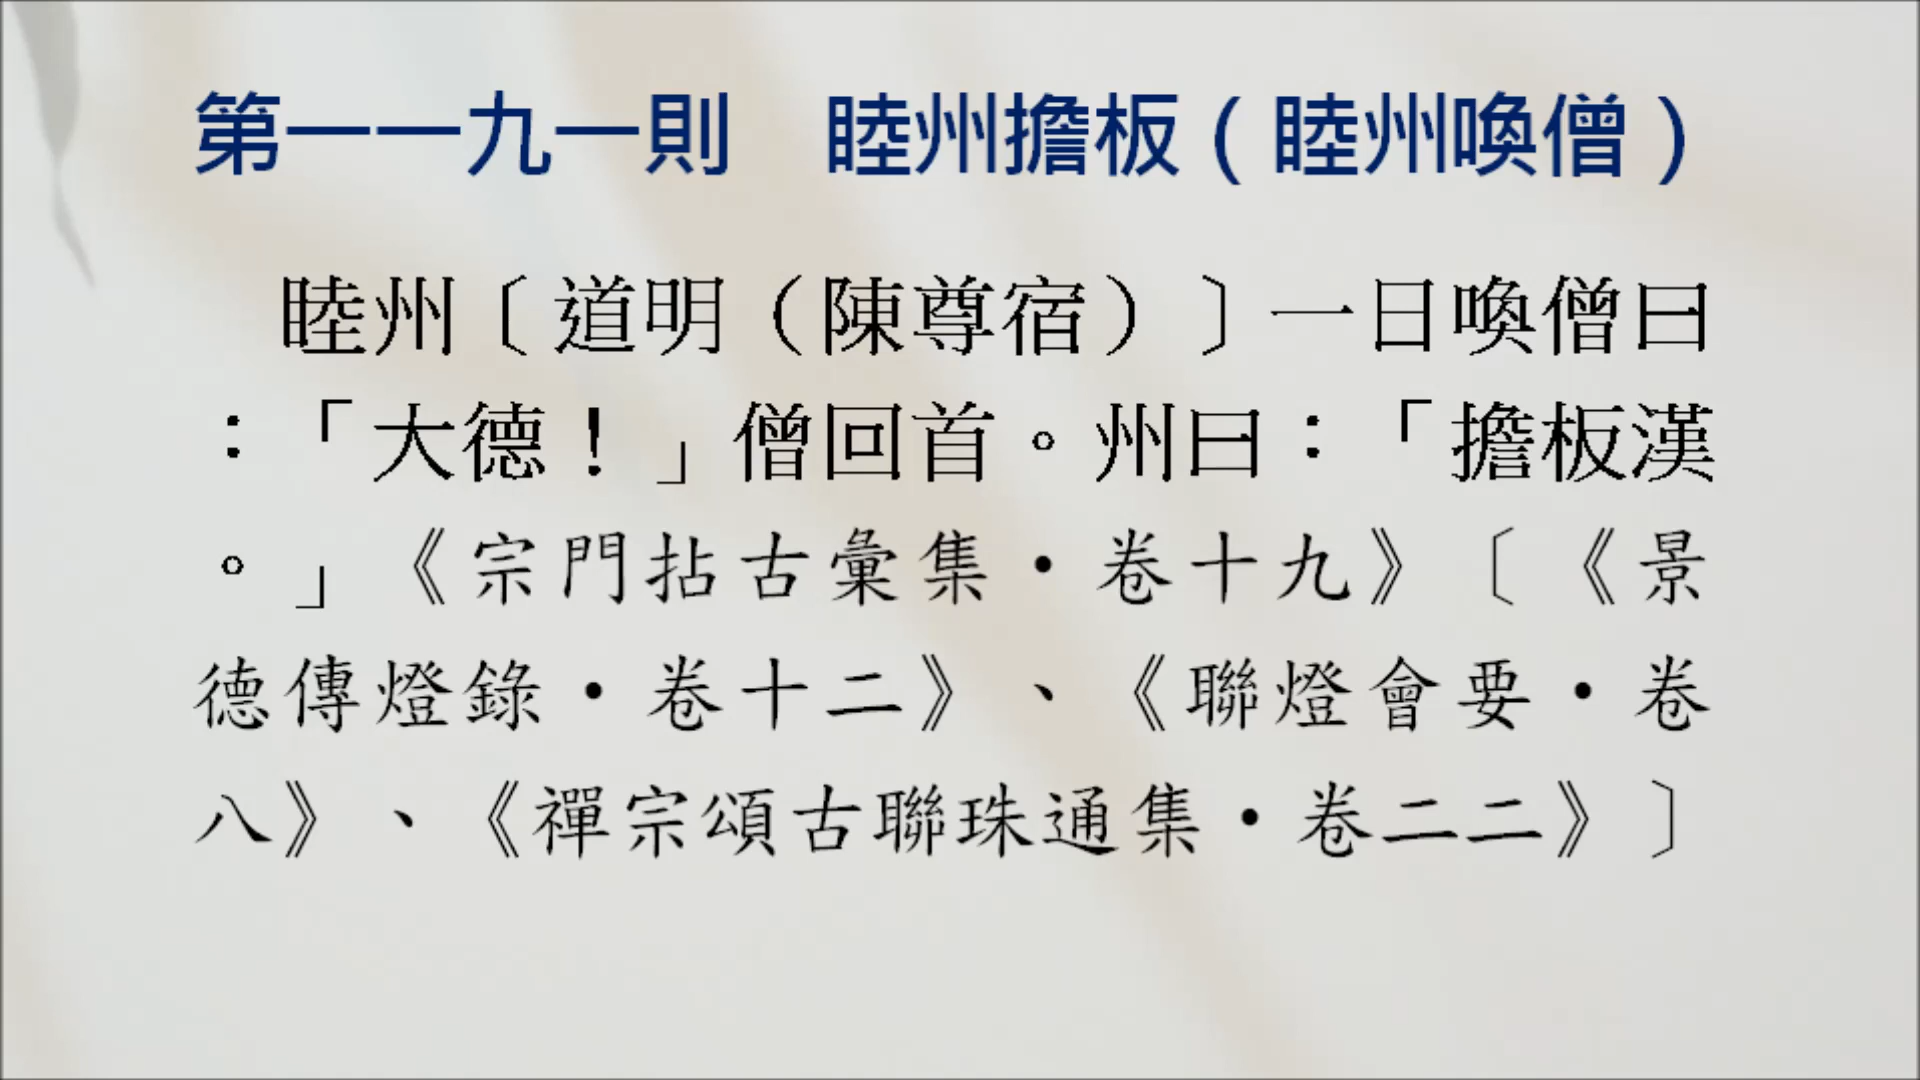 第一一九一則　睦州擔板（睦州喚僧）
睦州〔道明（陳尊宿）〕一日喚僧曰
：「大德！」僧回首。州曰：「擔板漢
。」《宗門拈古彙集・卷十九》〔《景
德傳燈錄・卷十二》、《聯燈會要・卷
八》、《禪宗頌古聯珠通集・卷二二》〕